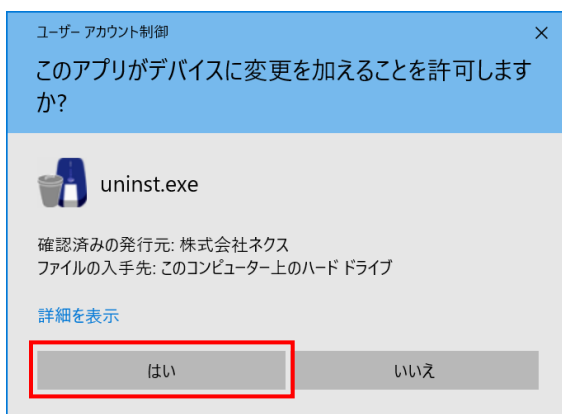 ユーザー アカウント制御
このアプリがデバイスに変更を加えることを許可します
か?
uninst.exe
確認済みの発行元: 株式会社ネクス
ファイルの入手先: このコンピューター上のハード ドライブ
詳細を表示
はい
いいえ